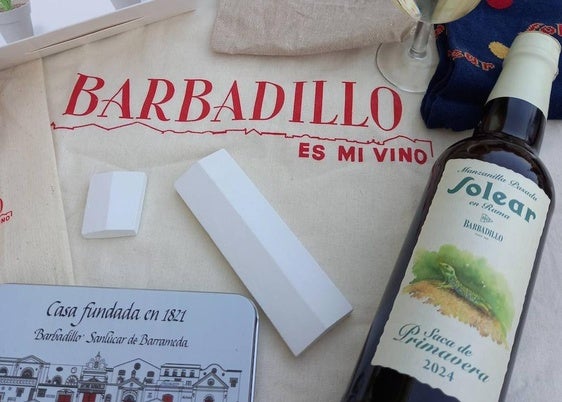 BARBADILLO
ES MI VINO
VINO
Manzanilla Pasada
Solear
en Rama
BARBADILLO
Saca de
Primavera
2024
Casa fundada en 1821
Barbadillo · Sanlúcar de Barrameda